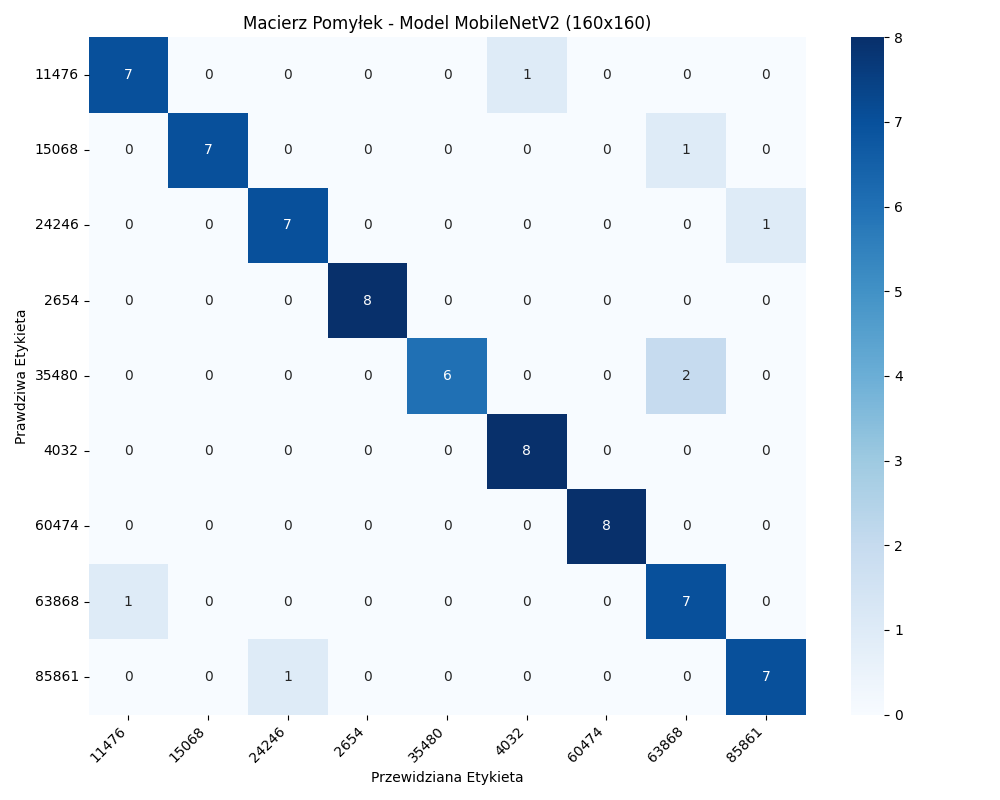 Macierz Pomyłek - Model MobileNetV2 (160x160)
Prawdziwa Etykieta
11476 7 0 0 0 0 1 0 0 0
15068 0 7 0 0 0 0 0 1 0
24246 0 0 7 0 0 0 0 0 1
2654 0 0 0 8 0 0 0 0 0
35480 0 0 0 0 6 0 0 2 0
4032 0 0 0 0 0 8 0 0 0
60474 0 0 0 0 0 0 8 0 0
63868 1 0 0 0 0 0 0 7 0
85861 0 0 1 0 0 0 0 0 7
11476 15068 24246 2654 35480 4032 60474 63868 85861
Przewidziana Etykieta
8
7
6
5
4
3
2
1
0